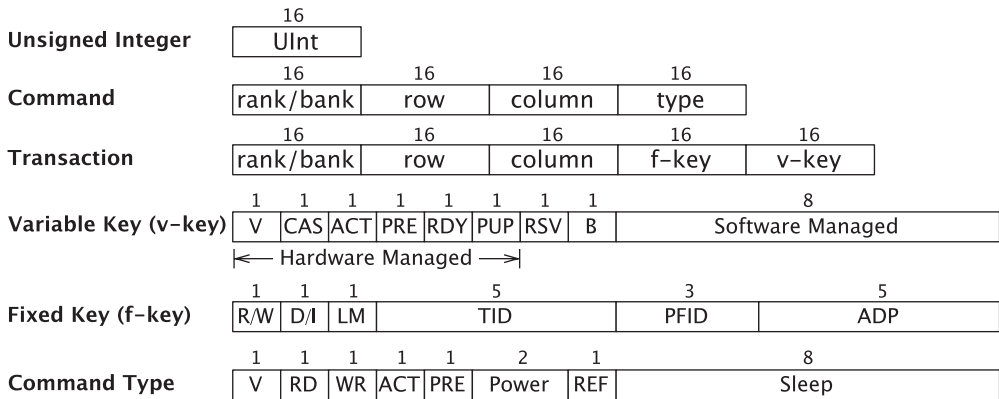 16
Unsigned Integer UInt
16 16 16 16
Command rank/bank row column type
16 16 16 16 16
Transaction rank/bank row column f-key v-key
1 1 1 1 1 1 1 1 8
Variable Key (v-key) V CAS ACT PRE RDY PUP RSV B Software Managed
Hardware Managed
1 1 1 5 3 5
Fixed Key (f-key) R/W D/I LM TID PFID ADP
1 1 1 1 1 2 1 8
Command Type V RD WR ACT PRE Power REF Sleep